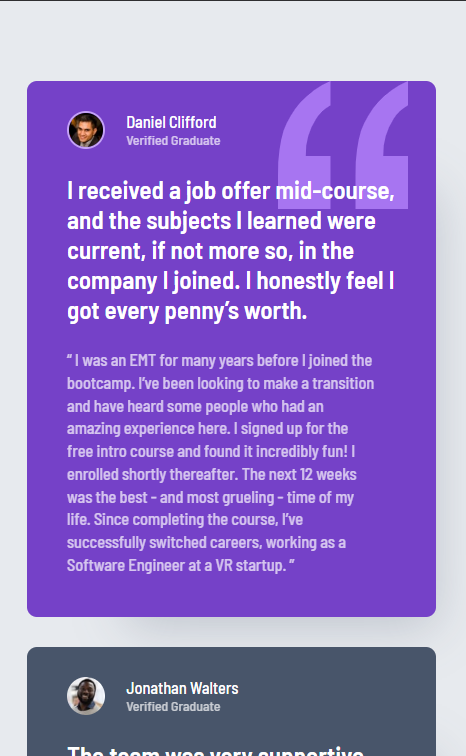 Daniel Clifford
Verified Graduate
I received a job offer mid-course,
and the subjects I learned were
current, if not more so, in the
company I joined. I honestly feel I
got every penny’s worth.
“ I was an EMT for many years before I joined the
bootcamp. I’ve been looking to make a transition
and have heard some people who had an
amazing experience here. I signed up for the
free intro course and found it incredibly fun! I
enrolled shortly thereafter. The next 12 weeks
was the best - and most grueling - time of my
life. Since completing the course, I’ve
successfully switched careers, working as a
Software Engineer at a VR startup. ”
Jonathan Walters
Verified Graduate
The team was very supportive